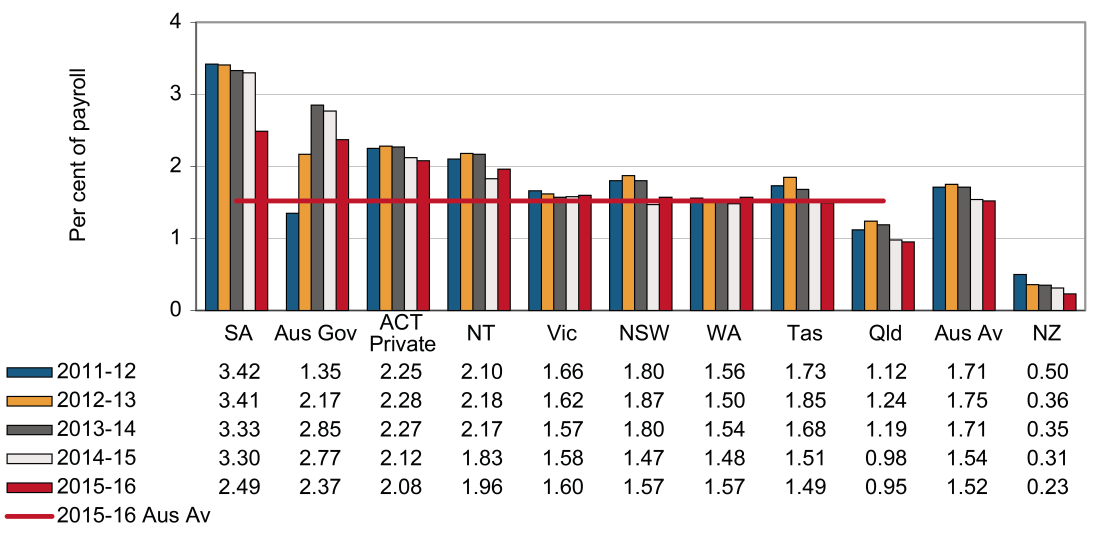 4
3
2
1
0
Per cent of payroll
SA Aus Gov ACT Private NT Vic NSW WA Tas Qld Aus Av NZ
2011-12 3.42 1.35 2.25 2.10 1.66 1.80 1.56 1.73 1.12 1.71 0.50
2012-13 3.41 2.17 2.28 2.18 1.62 1.87 1.50 1.85 1.24 1.75 0.36
2013-14 3.33 2.85 2.27 2.17 1.57 1.80 1.54 1.68 1.19 1.71 0.35
2014-15 3.30 2.77 2.12 1.83 1.58 1.47 1.48 1.51 0.98 1.54 0.31
2015-16 2.49 2.37 2.08 1.96 1.60 1.57 1.57 1.49 0.95 1.52 0.23
2015-16 Aus Av